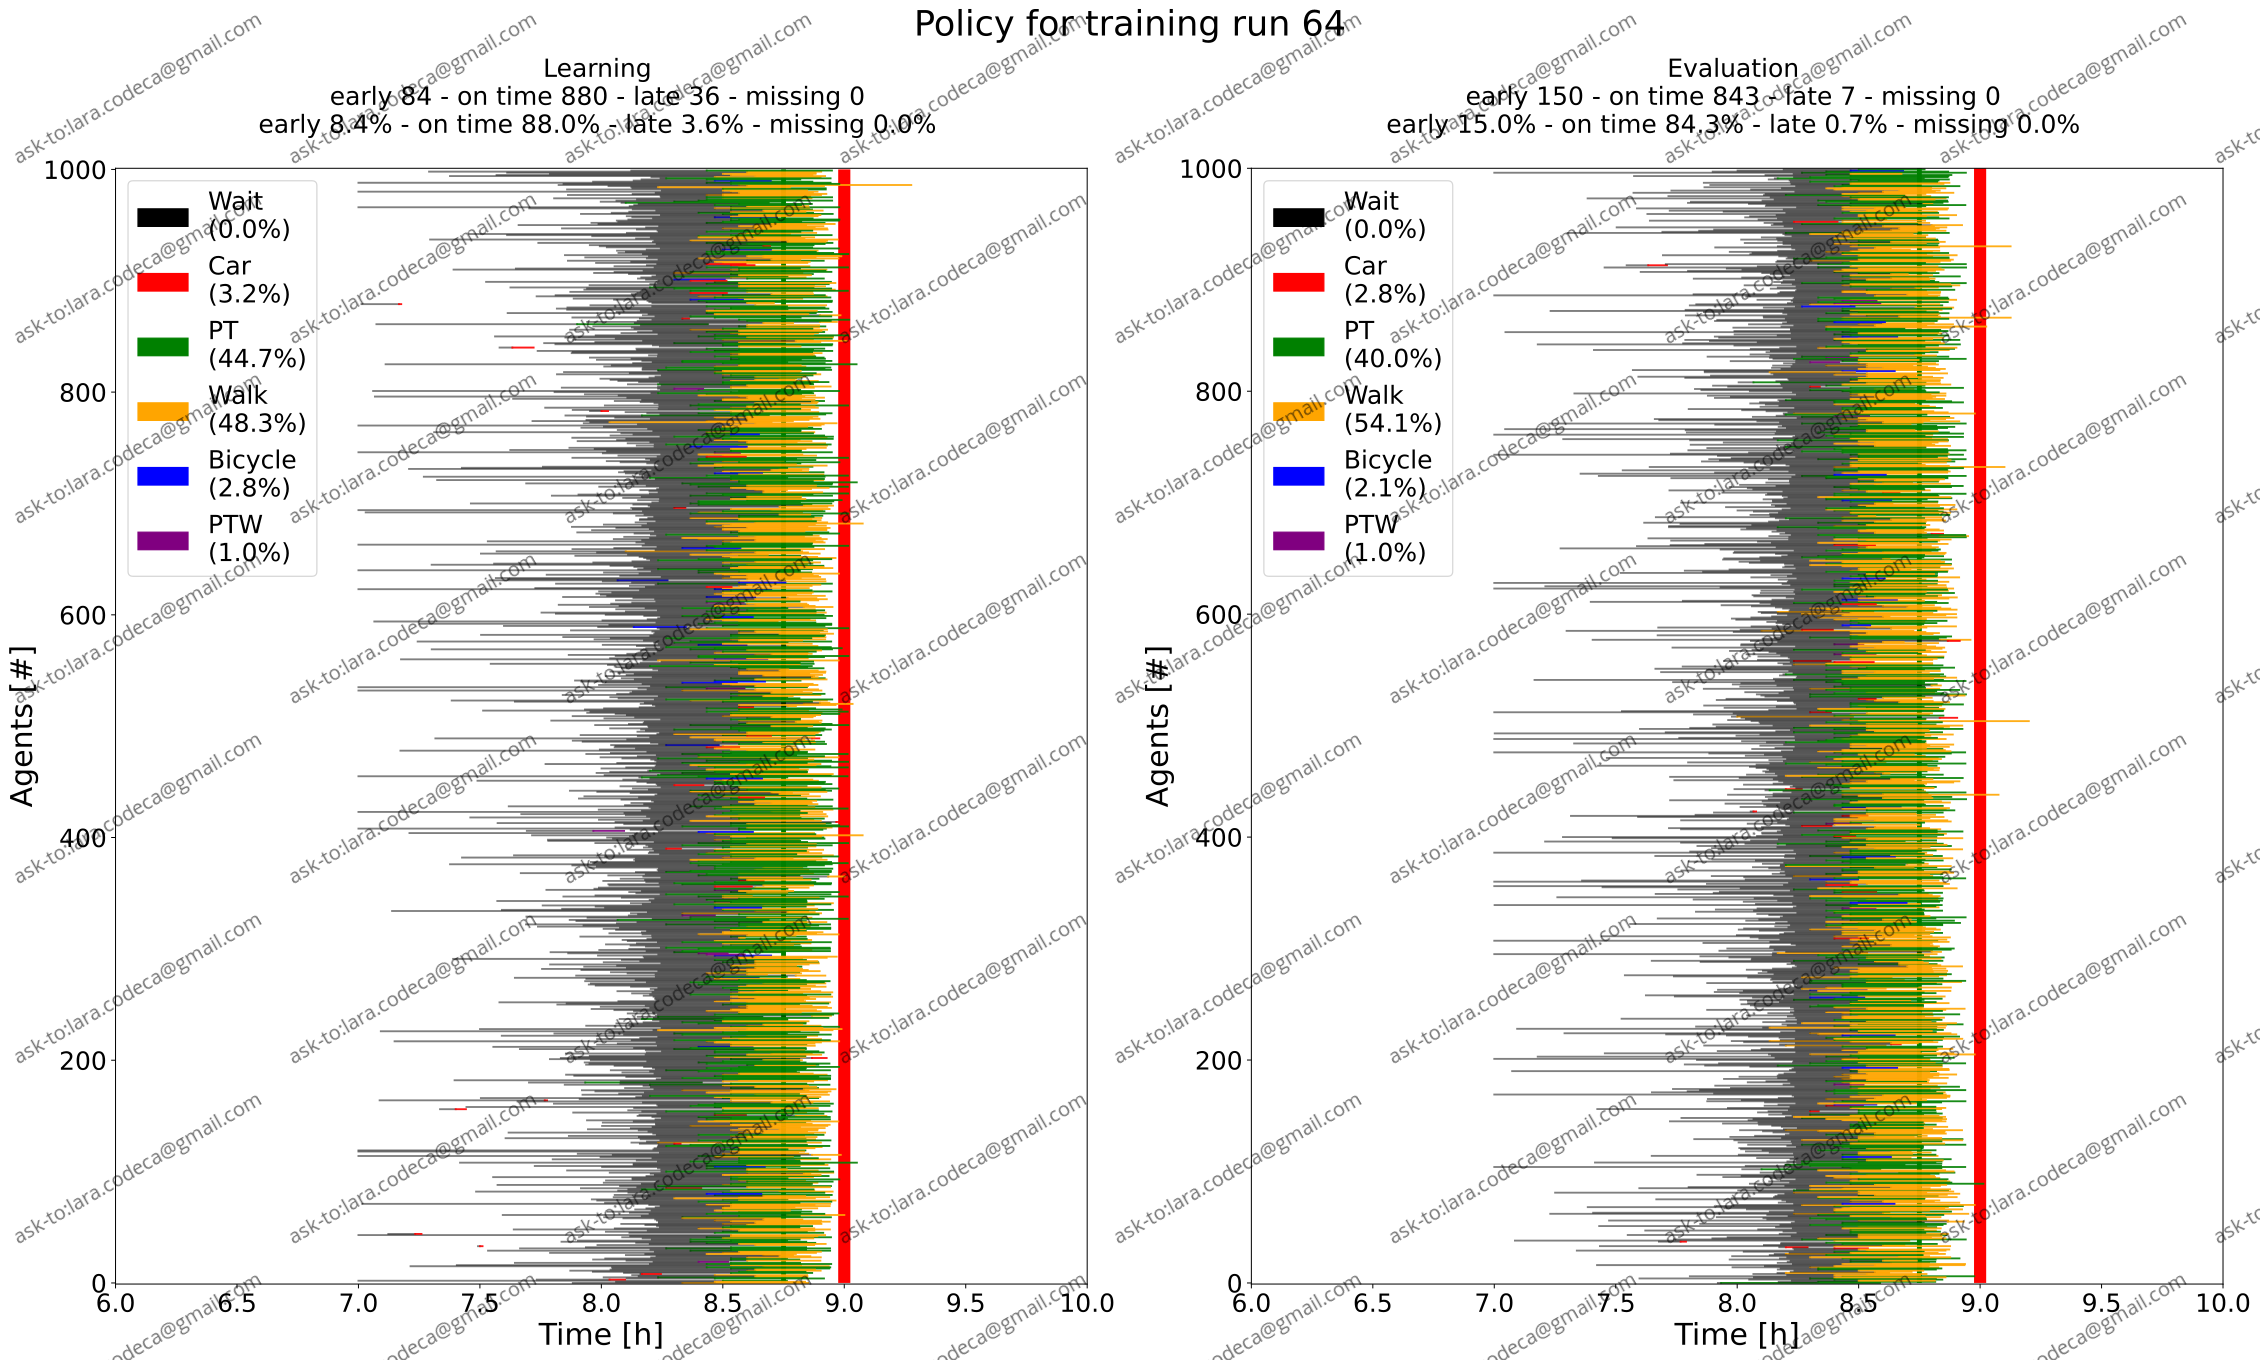 Policy for training run 64
Learning
early 84 - on time 880 - late 36 - missing 0
early 8.4% - on time 88.0% - late 3.6% - missing 0.0%
1000
800
600
400
200
0
Agents [#]
Wait
(0.0%)
Car
(3.2%)
PT
(44.7%)
Walk
(48.3%)
Bicycle
(2.8%)
PTW
(1.0%)
6.0 6.5 7.0 7.5 8.0 8.5 9.0 9.5 10.0
Time [h]
Evaluation
early 150 - on time 843 - late 7 - missing 0
early 15.0% - on time 84.3% - late 0.7% - missing 0.0%
1000
800
600
400
200
0
Agents [#]
Wait
(0.0%)
Car
(2.8%)
PT
(40.0%)
Walk
(54.1%)
Bicycle
(2.1%)
PTW
(1.0%)
6.0 6.5 7.0 7.5 8.0 8.5 9.0 9.5 10.0
Time [h]
ask-to:lara.codeca@gmail.com